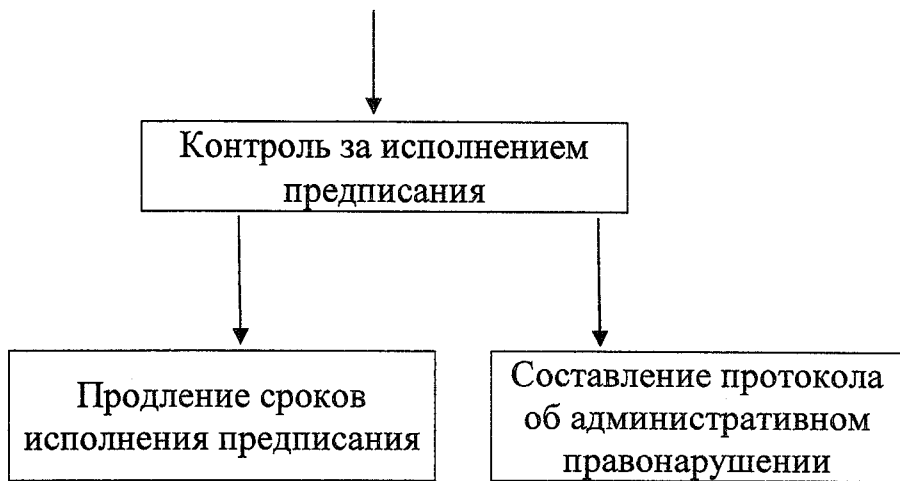 Контроль за исполнением
предписания
Продление сроков
исполнения предписания
Составление протокола
об административном
правонарушении